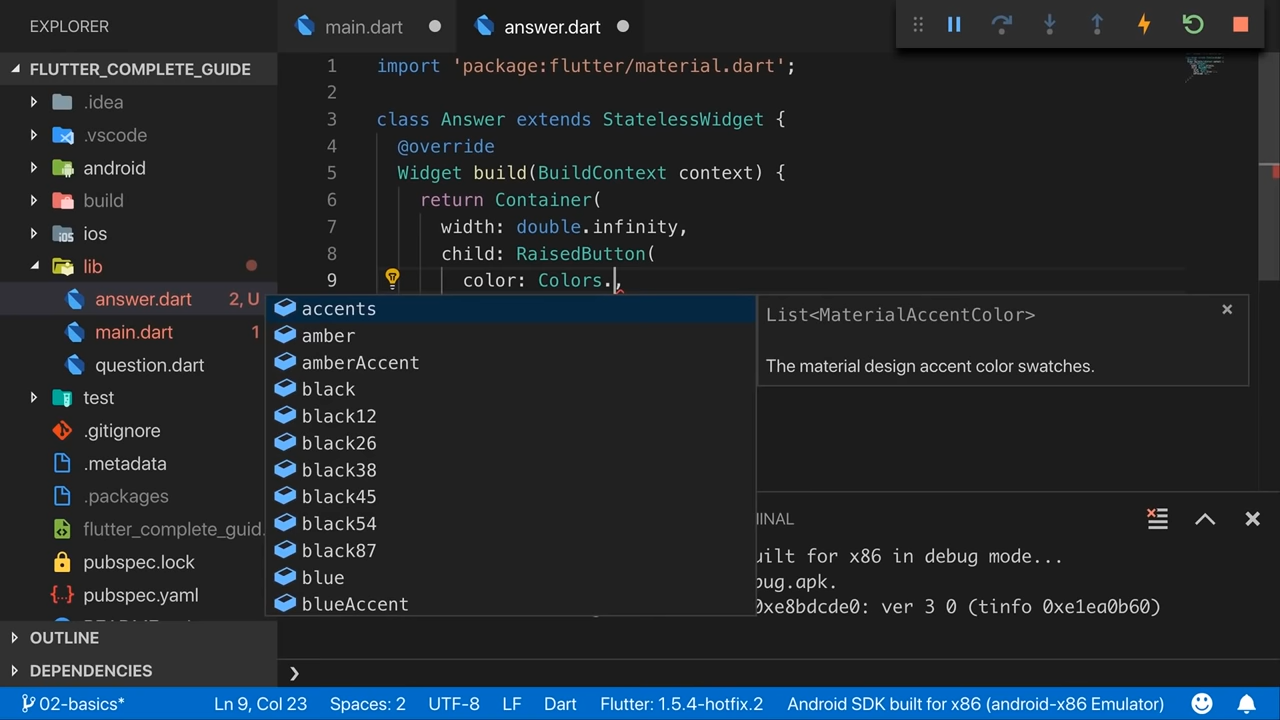 EXPLORER
main.dart
answer.dart
FLUTTER_COMPLETE_GUIDE
.idea
.vscode
android
build
ios
lib
answer.dart 2, U
main.dart 1
question.dart
test
.gitignore
.metadata
.packages
flutter_complete_guid.
pubspec.lock
pubspec.yaml
OUTLINE
DEPENDENCIES
1 import 'package:flutter/material.dart';
2
3 class Answer extends StatelessWidget {
4 @override
5 Widget build(BuildContext context) {
6 return Container(
7 width: double.infinity,
8 child: RaisedButton(
9 color: Colors.,
accents
amber
amberAccent
black
black12
black26
black38
black45
black54
black87
blue
blueAccent
List<MaterialAccentColor>
The material design accent color swatches.
INAL
uilt for x86 in debug mode...
bug.apk.
0xe8bdcde0: ver 3 0 (tinfo 0xe1ea0b60)
02-basics*
Ln 9, Col 23
Spaces: 2
UTF-8
LF
Dart
Flutter: 1.5.4-hotfix.2
Android SDK built for x86 (android-x86 Emulator)